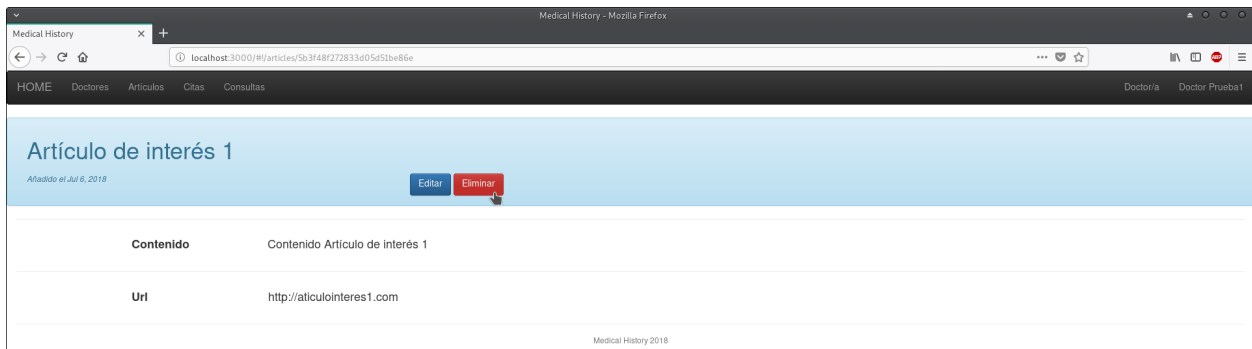 Medical History - Mozilla Firefox
Medical History
localhost:3000/#!/articles/5b3f48f272833d05d51be86e
ABP
HOME Doctores Artículos Citas Consultas Doctor/a Doctor Prueba1
Artículo de interés 1
Añadido el Jul 6, 2018
Editar Eliminar
Contenido Contenido Artículo de interés 1
Url http://aticulointeres1.com
Medical History 2018